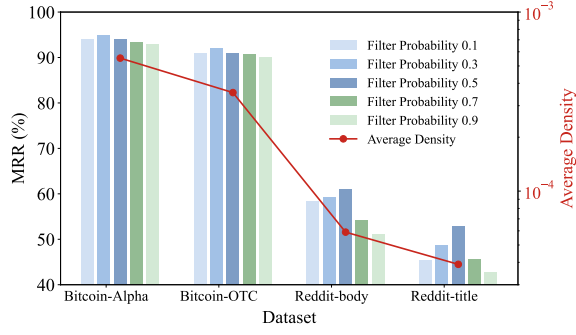 100
90
80
70
60
50
40
MRR (%)
Filter Probability 0.1
Filter Probability 0.3
Filter Probability 0.5
Filter Probability 0.7
Filter Probability 0.9
Average Density
10⁻³
10⁻⁴
Average Density
Bitcoin-Alpha
Bitcoin-OTC
Reddit-body
Reddit-title
Dataset